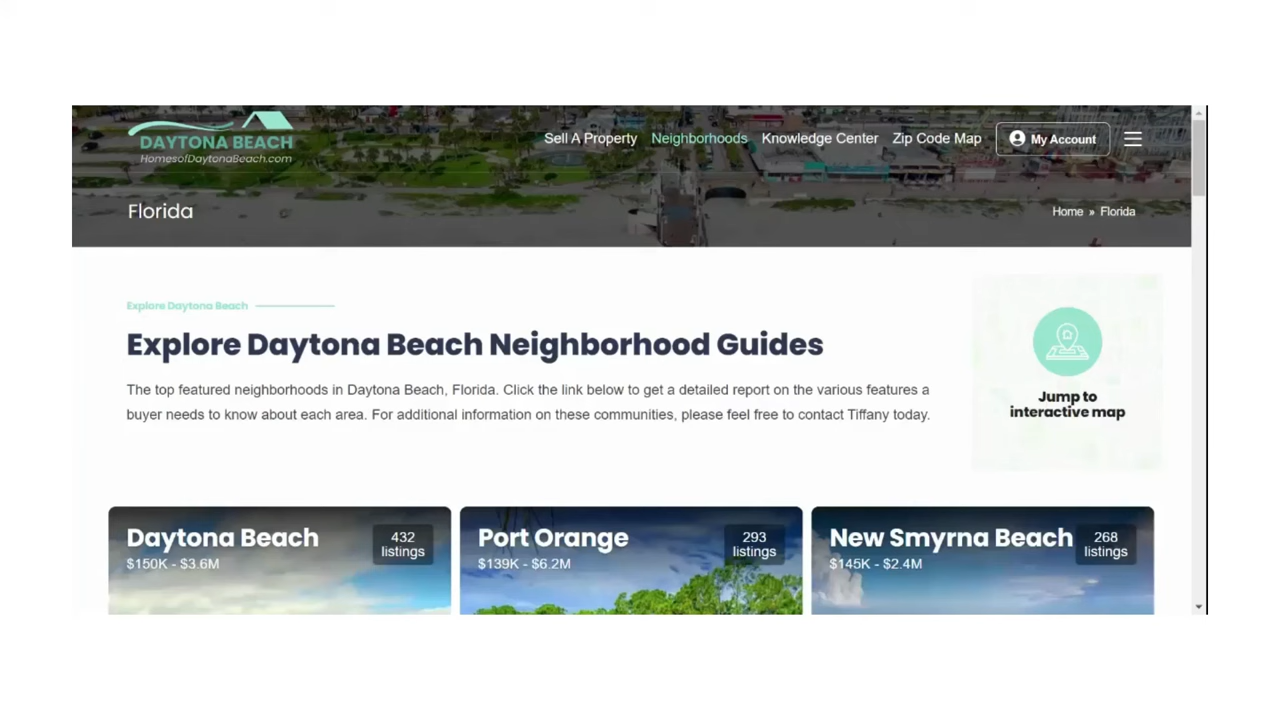 DAYTONA BEACH
HomesofDaytonaBeach.com
Sell A Property Neighborhoods Knowledge Center Zip Code Map My Account
Florida
Home » Florida
Explore Daytona Beach
Explore Daytona Beach Neighborhood Guides
The top featured neighborhoods in Daytona Beach, Florida. Click the link below to get a detailed report on the various features a
buyer needs to know about each area. For additional information on these communities, please feel free to contact Tiffany today.
Jump to
interactive map
Daytona Beach
$150K - $3.6M
432
listings
Port Orange
$139K - $6.2M
293
listings
New Smyrna Beach
$145K - $2.4M
268
listings